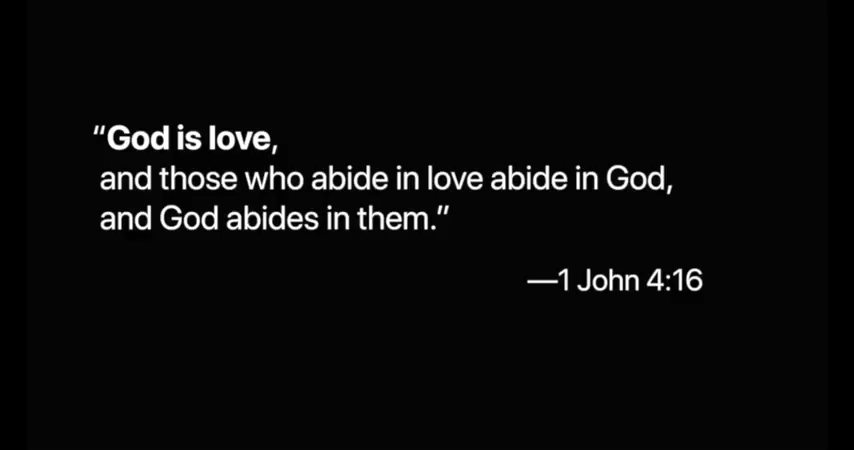 “God is love,
and those who abide in love abide in God,
and God abides in them.”
—1 John 4:16